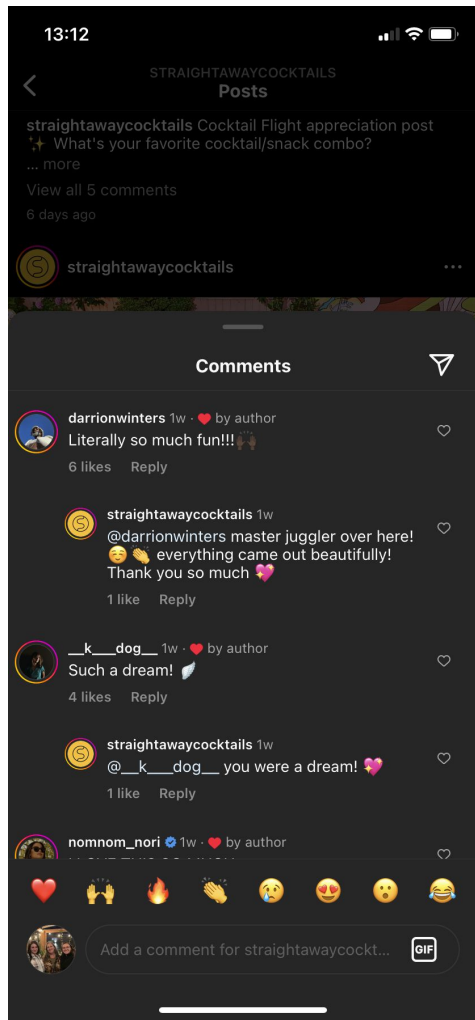 13:12
STRAIGHTAWAYCOCKTAILS
Posts
straightawaycocktails Cocktail Flight appreciation post
✨ What's your favorite cocktail/snack combo?
... more
View all 5 comments
6 days ago
straightawaycocktails
Comments
darrionwinters 1w · ❤️ by author
Literally so much fun!!!🙌🏿
6 likes Reply
straightawaycocktails 1w
@darrionwinters master juggler over here!
☺️ 👏 everything came out beautifully!
Thank you so much 💖
1 like Reply
__k___dog__ 1w · ❤️ by author
Such a dream! 🪽
4 likes Reply
straightawaycocktails 1w
@__k___dog__ you were a dream! 💖
1 like Reply
nomnom_nori 1w · ❤️ by author
Add a comment for straightawaycockt...
GIF